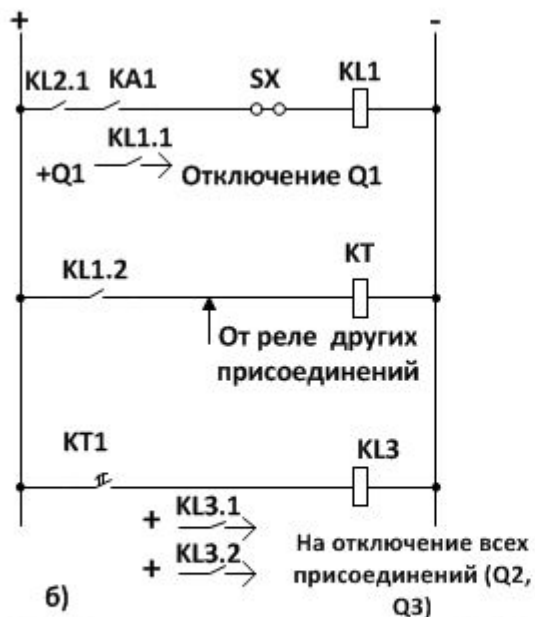 + -
KL2.1 KA1 SX KL1
KL1.1
+Q1 Отключение Q1
KL1.2 KT
От реле других
присоединений
KT1 KL3
+ KL3.1
+ KL3.2
На отключение всех
присоединений (Q2,
Q3)
б)